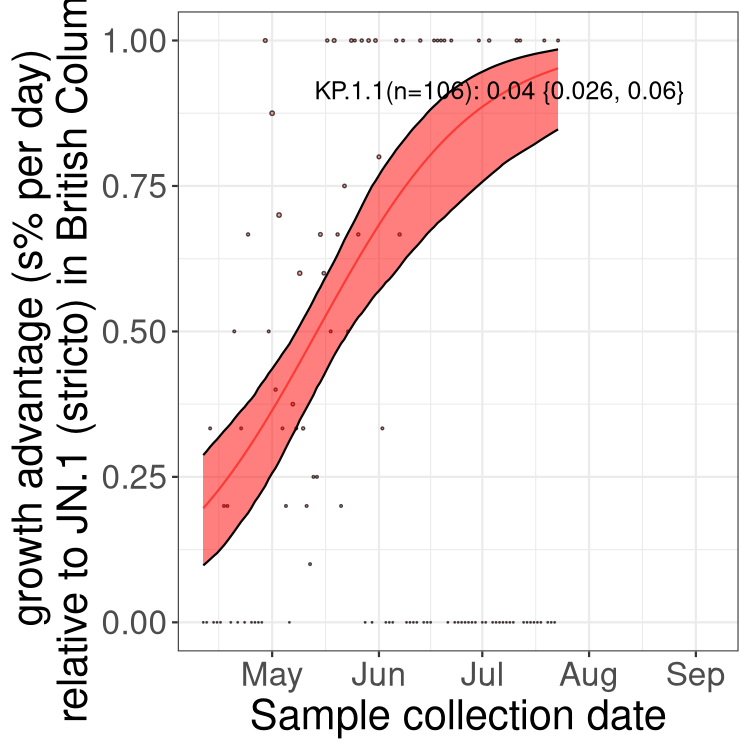 growth advantage (s% per day)
relative to JN.1 (stricto) in British Colum
1.00
0.75
0.50
0.25
0.00
KP.1.1(n=106): 0.04 {0.026, 0.06}
May Jun Jul Aug Sep
Sample collection date